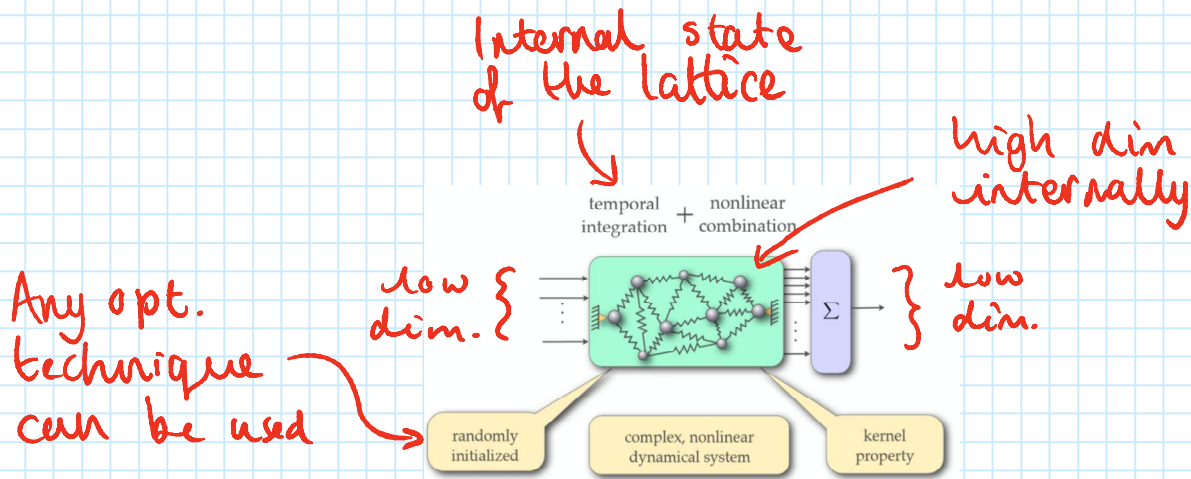 Internal state
of the lattice
high dim
internally
temporal
integration
+
nonlinear
combination
low
dim.
Any opt.
technique
can be used
Σ
low
dim.
randomly
initialized
complex, nonlinear
dynamical system
kernel
property